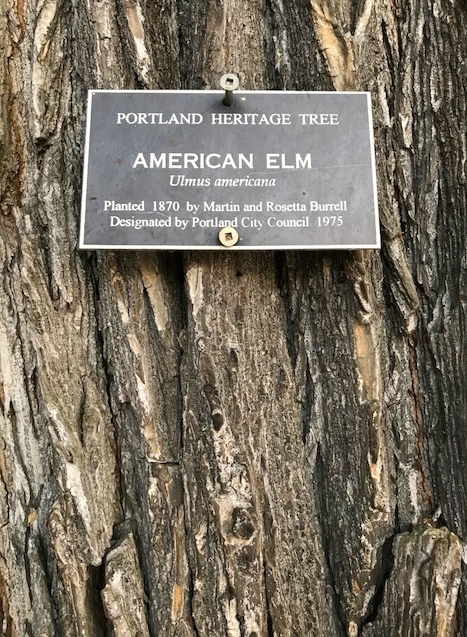 PORTLAND HERITAGE TREE
AMERICAN ELM
Ulmus americana
Planted 1870 by Martin and Rosetta Burrell
Designated by Portland City Council 1975